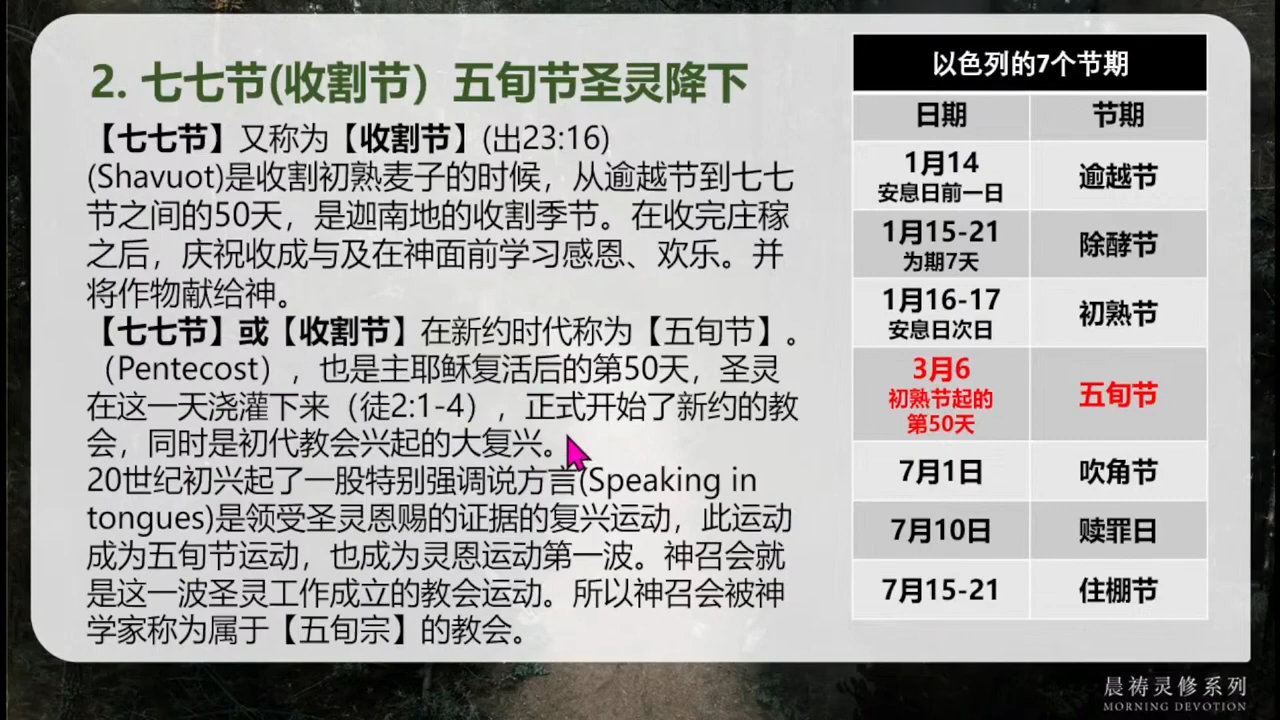 2. 七七节(收割节）五旬节圣灵降下
【七七节】又称为【收割节】(出23:16)
(Shavuot)是收割初熟麦子的时候，从逾越节到七七
节之间的50天，是迦南地的收割季节。在收完庄稼
之后，庆祝收成与及在神面前学习感恩、欢乐。并
将作物献给神。
【七七节】或【收割节】在新约时代称为【五旬节】。
（Pentecost），也是主耶稣复活后的第50天，圣灵
在这一天浇灌下来（徒2:1-4），正式开始了新约的教
会，同时是初代教会兴起的大复兴。
20世纪初兴起了一股特别强调说方言(Speaking in
tongues)是领受圣灵恩赐的证据的复兴运动，此运动
成为五旬节运动，也成为灵恩运动第一波。神召会就
是这一波圣灵工作成立的教会运动。所以神召会被神
学家称为属于【五旬宗】的教会。
以色列的7个节期
日期 节期
1月14
安息日前一日
逾越节
1月15-21
为期7天
除酵节
1月16-17
安息日次日
初熟节
3月6
初熟节起的
第50天
五旬节
7月1日 吹角节
7月10日 赎罪日
7月15-21 住棚节
晨祷灵修系列
MORNING DEVOTION